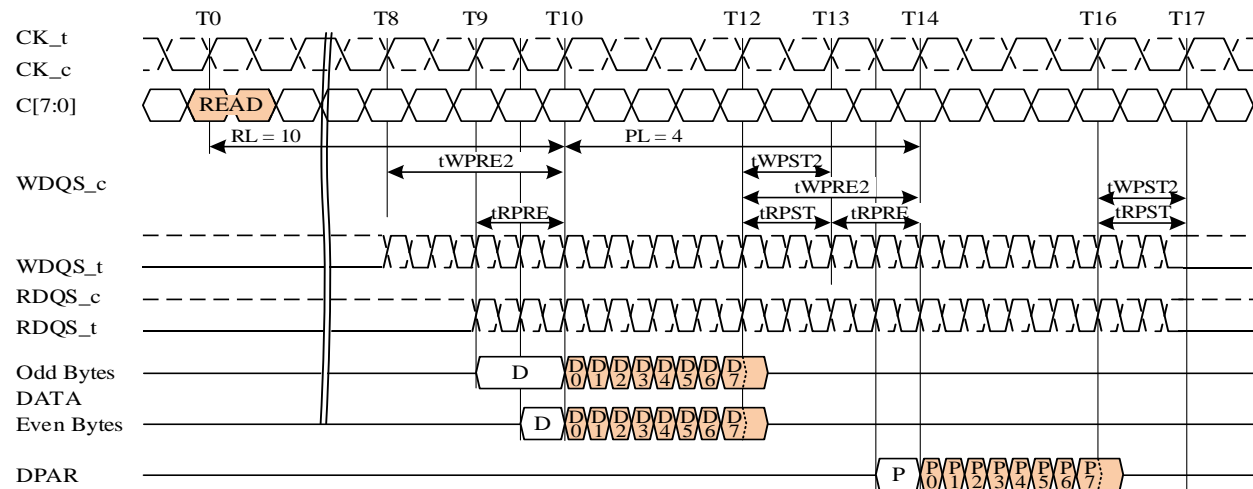 T0 T8 T9 T10 T12 T13 T14 T16 T17
CK_t
CK_c
C[7:0] READ
RL = 10 PL = 4
tWPRE2 tWPST2
WDQS_c tWPRE2 tWPST2
tRPRE tRPST tRPRE tRPST
WDQS_t
RDQS_c
RDQS_t
Odd Bytes D D0 D1 D2 D3 D4 D5 D6 D7
DATA
Even Bytes D D0 D1 D2 D3 D4 D5 D6 D7
DPAR P P0 P1 P2 P3 P4 P5 P6 P7